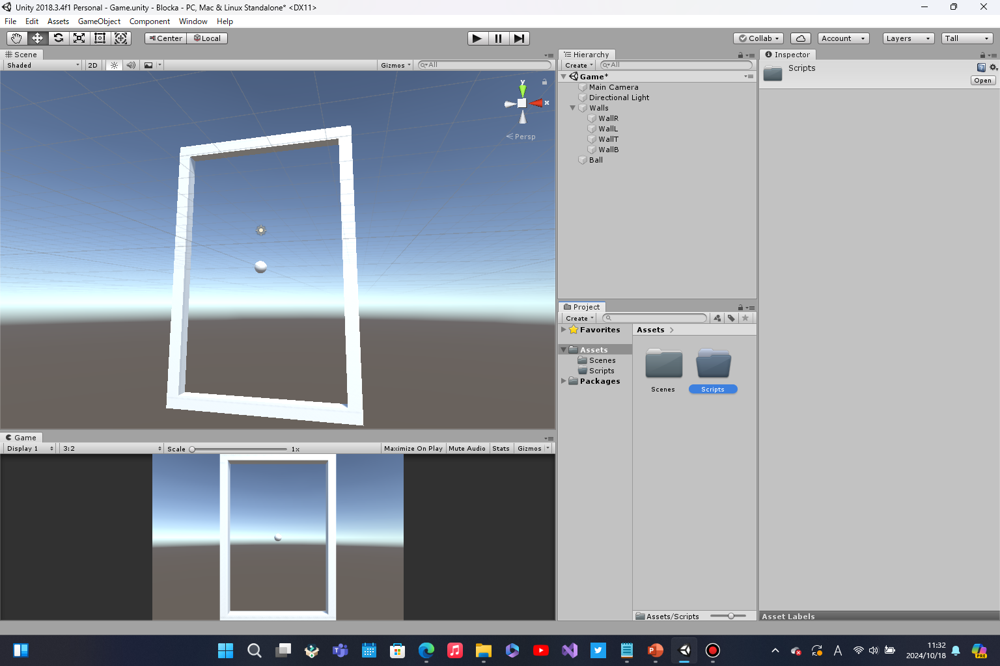 Unity 2018.3.4f1 Personal - Game.unity - Blocka - PC, Mac & Linux Standalone* <DX11>
File Edit Assets GameObject Component Window Help
Center Local
Collab Account Layers Tall
Scene
Shaded 2D Gizmos All
y
x
Persp
Hierarchy
Create All
Game*
Main Camera
Directional Light
Walls
WallR
WallL
WallT
WallB
Ball
Inspector
Scripts
Open
Project
Create
Favorites
Assets
Scenes
Scripts
Packages
Assets
Scenes
Scripts
Assets/Scripts
Asset Labels
Game
Display 1 3:2 Scale 1x Maximize On Play Mute Audio Stats Gizmos
A
11:32
2024/10/18
PRE